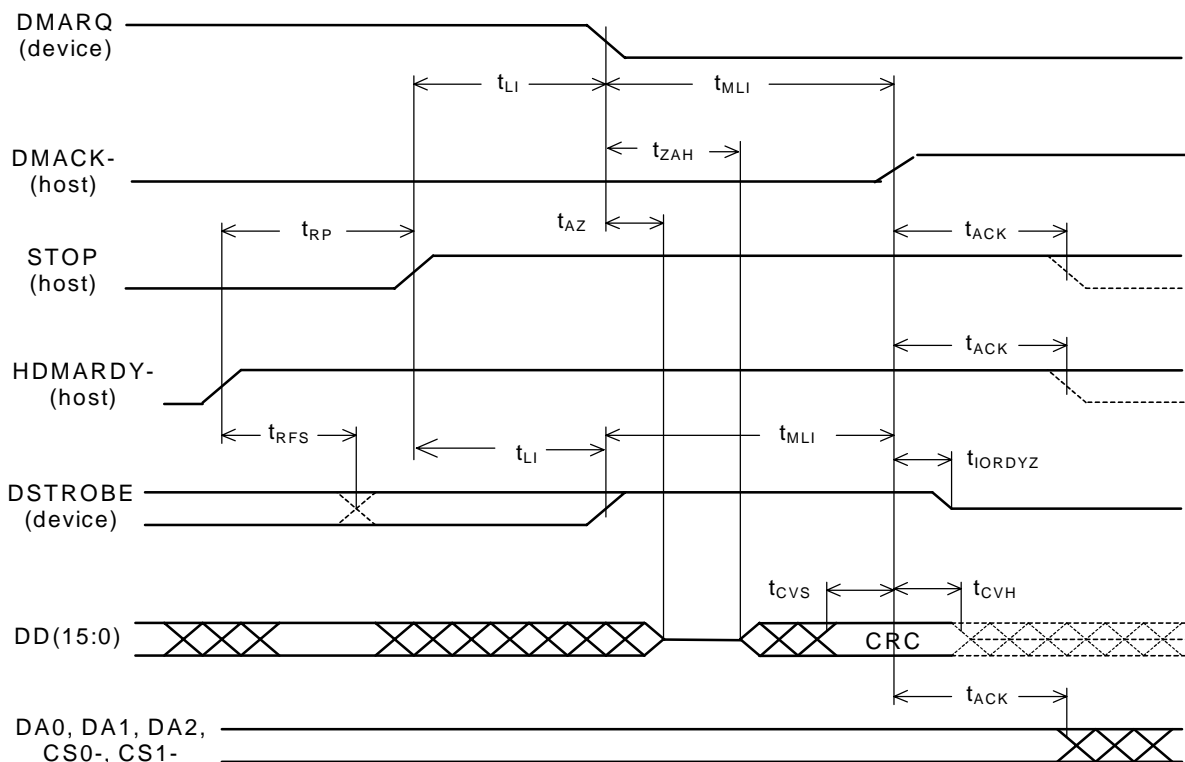 DMARQ
(device)
tLI
tMLI
DMACK-
(host)
tZAH
tAZ
tRP
tACK
STOP
(host)
tACK
HDMARDY-
(host)
tRFS
tLI
tMLI
tIORDYZ
DSTROBE
(device)
tCVS
tCVH
DD(15:0)
CRC
tACK
DA0, DA1, DA2,
CS0-, CS1-